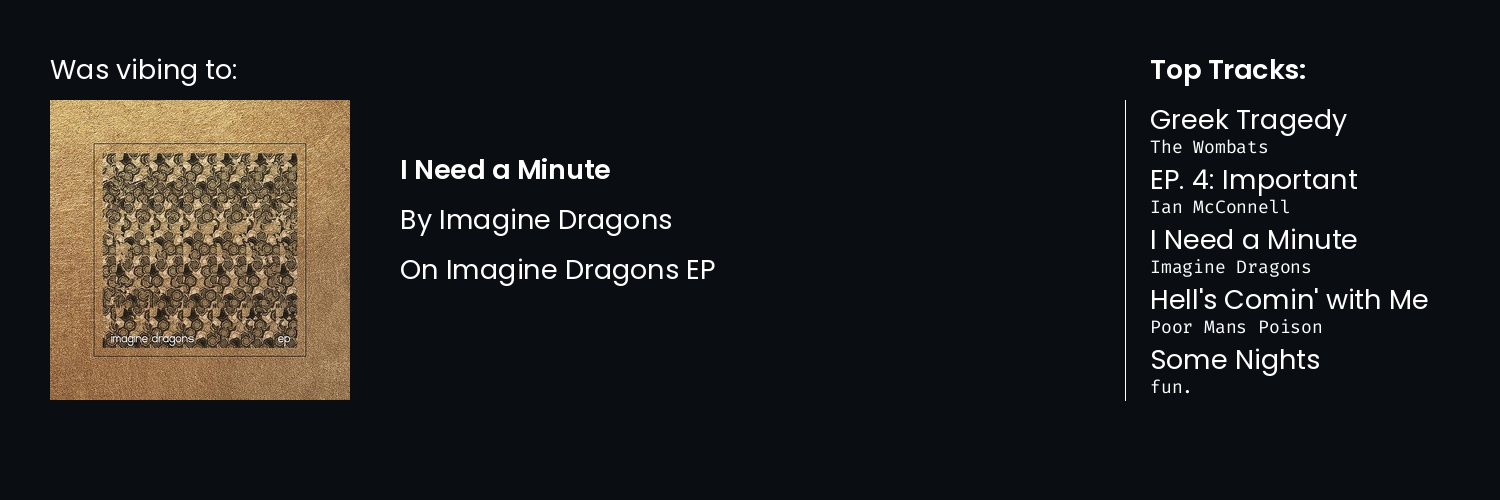 Was vibing to:
imagine dragons ep
I Need a Minute
By Imagine Dragons
On Imagine Dragons EP
Top Tracks:
Greek Tragedy
The Wombats
EP. 4: Important
Ian McConnell
I Need a Minute
Imagine Dragons
Hell's Comin' with Me
Poor Mans Poison
Some Nights
fun.